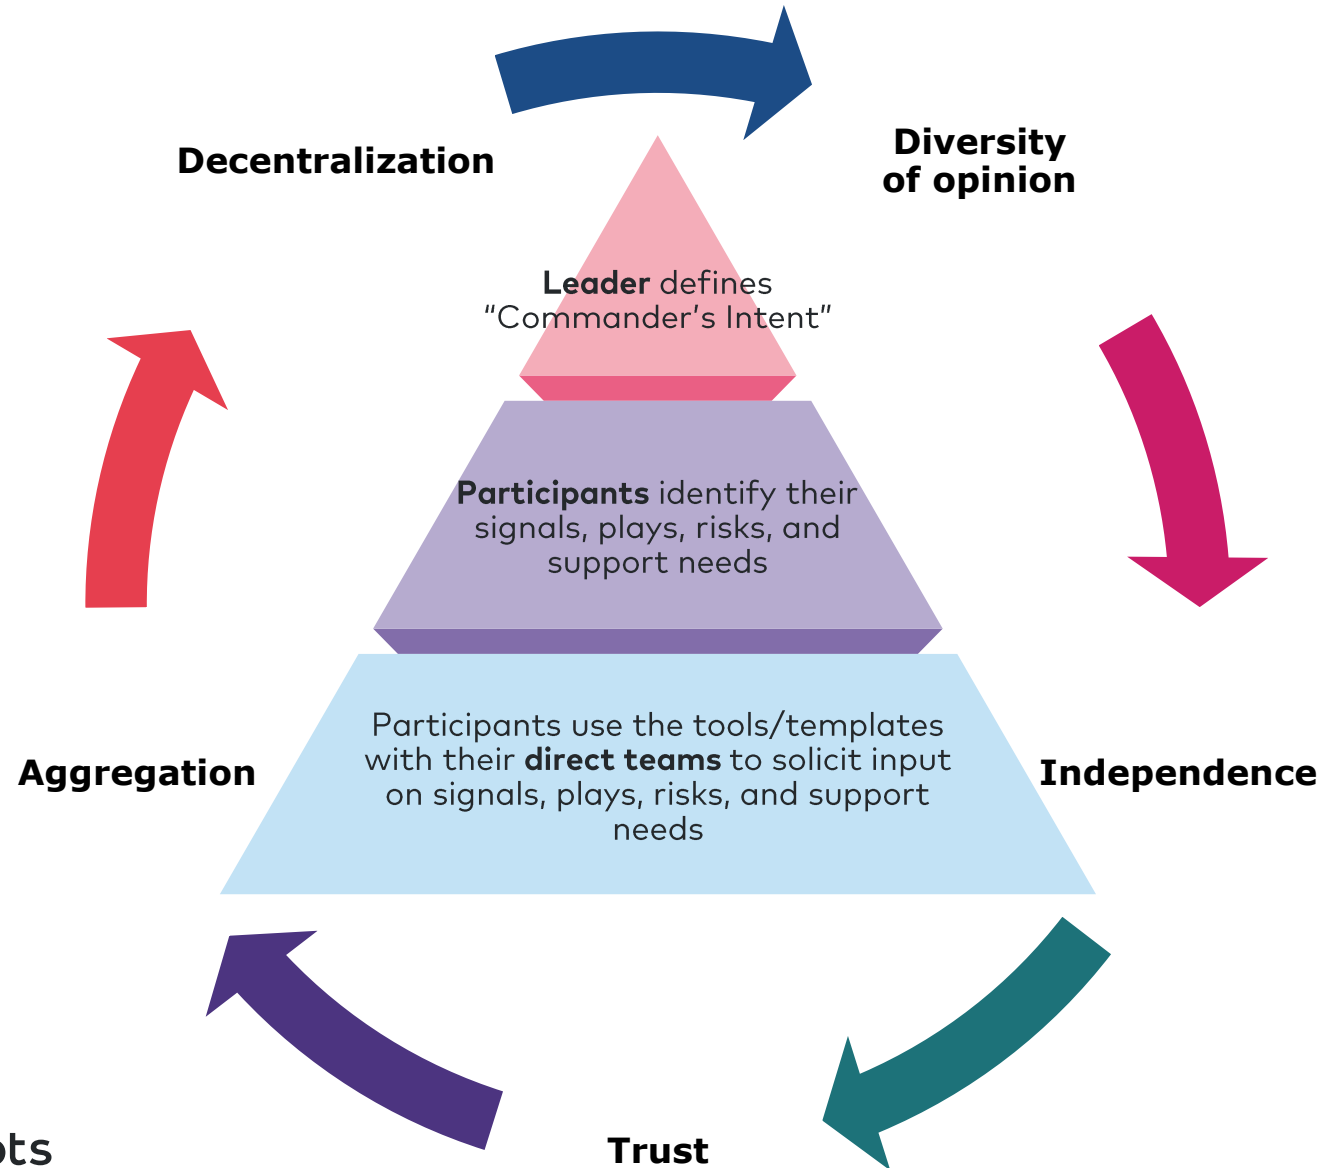 Decentralization
Diversity
of opinion
Leader defines
“Commander’s Intent”
Participants identify their
signals, plays, risks, and
support needs
Participants use the tools/templates
with their direct teams to solicit input
on signals, plays, risks, and support
needs
Aggregation
Independence
Trust